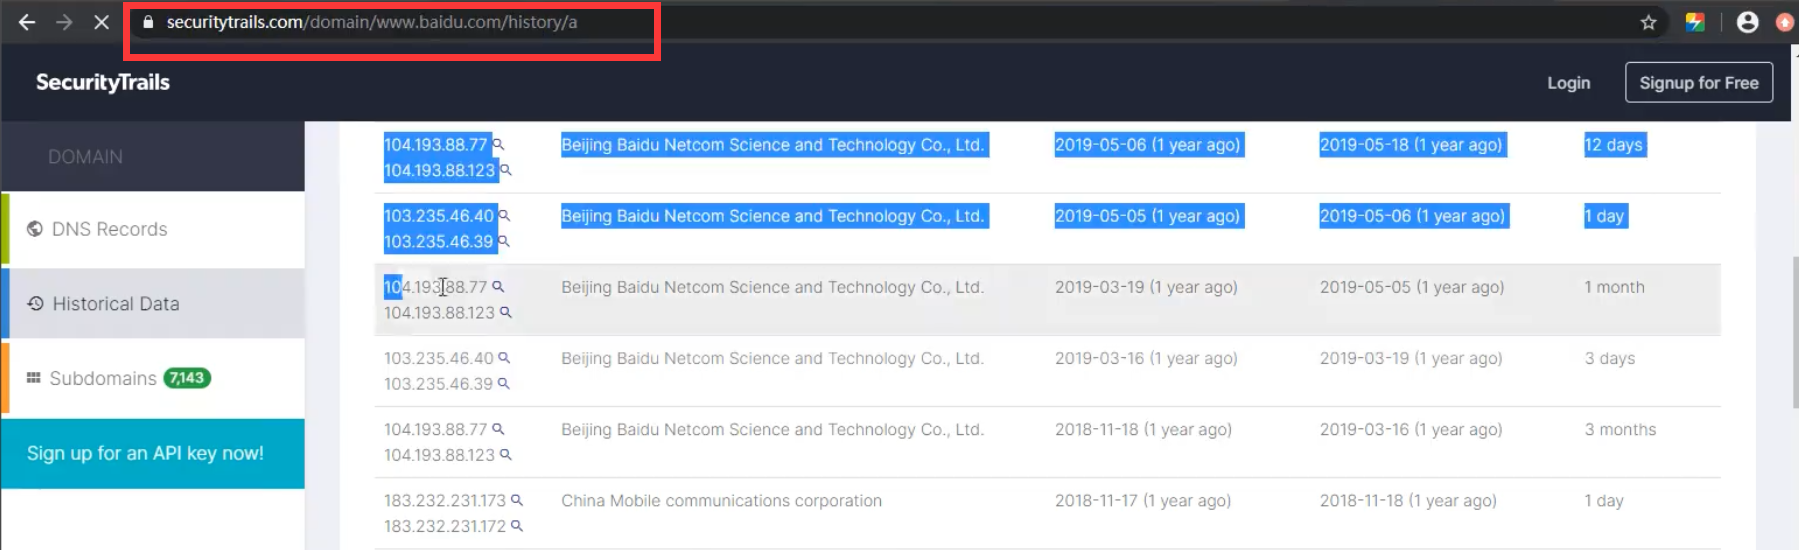 securitytrails.com/domain/www.baidu.com/history/a
SecurityTrails
Login
Signup for Free
DOMAIN
DNS Records
Historical Data
Subdomains 7,143
Sign up for an API key now!
104.193.88.77 Beijing Baidu Netcom Science and Technology Co., Ltd. 2019-05-06 (1 year ago) 2019-05-18 (1 year ago) 12 days
104.193.88.123
103.235.46.40 Beijing Baidu Netcom Science and Technology Co., Ltd. 2019-05-05 (1 year ago) 2019-05-06 (1 year ago) 1 day
103.235.46.39
104.193.88.77 Beijing Baidu Netcom Science and Technology Co., Ltd. 2019-03-19 (1 year ago) 2019-05-05 (1 year ago) 1 month
104.193.88.123
103.235.46.40 Beijing Baidu Netcom Science and Technology Co., Ltd. 2019-03-16 (1 year ago) 2019-03-19 (1 year ago) 3 days
103.235.46.39
104.193.88.77 Beijing Baidu Netcom Science and Technology Co., Ltd. 2018-11-18 (1 year ago) 2019-03-16 (1 year ago) 3 months
104.193.88.123
183.232.231.173 China Mobile communications corporation 2018-11-17 (1 year ago) 2018-11-18 (1 year ago) 1 day
183.232.231.172